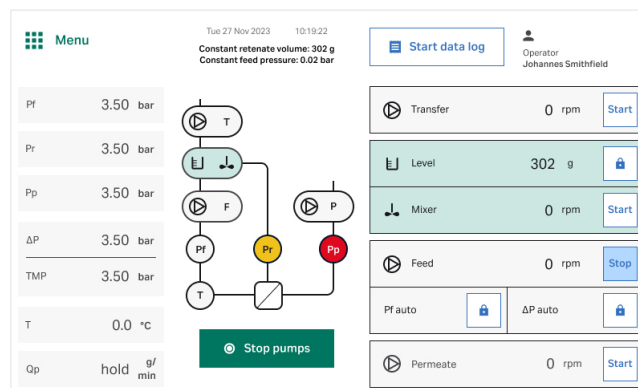 Menu
Tue 27 Nov 2023 10:19:22
Constant retenate volume: 302 g
Constant feed pressure: 0.02 bar
Start data log
Operator
Johannes Smithfield
Pf 3.50 bar
Pr 3.50 bar
Pp 3.50 bar
ΔP 3.50 bar
TMP 3.50 bar
T 0.0 °C
Qp hold g/
min
T
F
P
Pf
Pr
Pp
T
Stop pumps
Transfer 0 rpm Start
Level 302 g
Mixer 0 rpm Start
Feed 0 rpm Stop
Pf auto
ΔP auto
Permeate 0 rpm Start